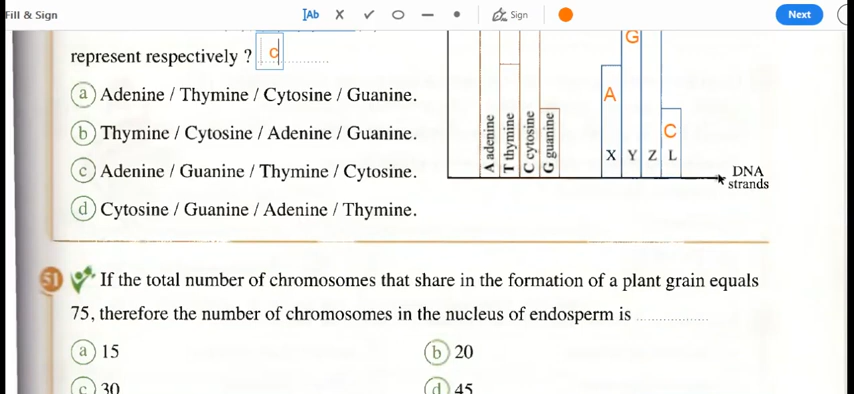 Fill & Sign
Ab
Sign
Next
represent respectively ? c
a Adenine / Thymine / Cytosine / Guanine.
b Thymine / Cytosine / Adenine / Guanine.
c Adenine / Guanine / Thymine / Cytosine.
d Cytosine / Guanine / Adenine / Thymine.
A adenine
T thymine
C cytosine
G guanine
A
G
C
X Y Z L
DNA
strands
51 If the total number of chromosomes that share in the formation of a plant grain equals
75, therefore the number of chromosomes in the nucleus of endosperm is ..................
a 15
b 20
c 30
d 45